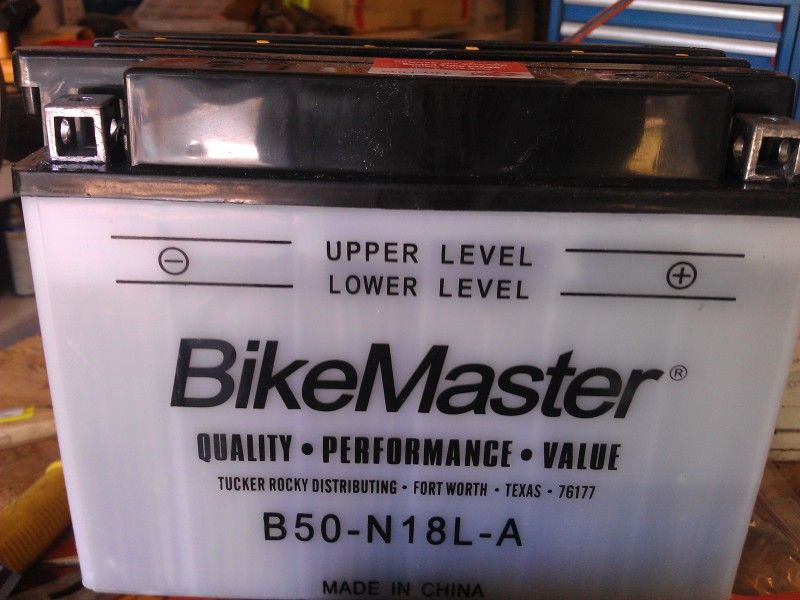 UPPER LEVEL
LOWER LEVEL
− +
BikeMaster®
QUALITY • PERFORMANCE • VALUE
TUCKER ROCKY DISTRIBUTING • FORT WORTH • TEXAS • 76177
B50-N18L-A
MADE IN CHINA